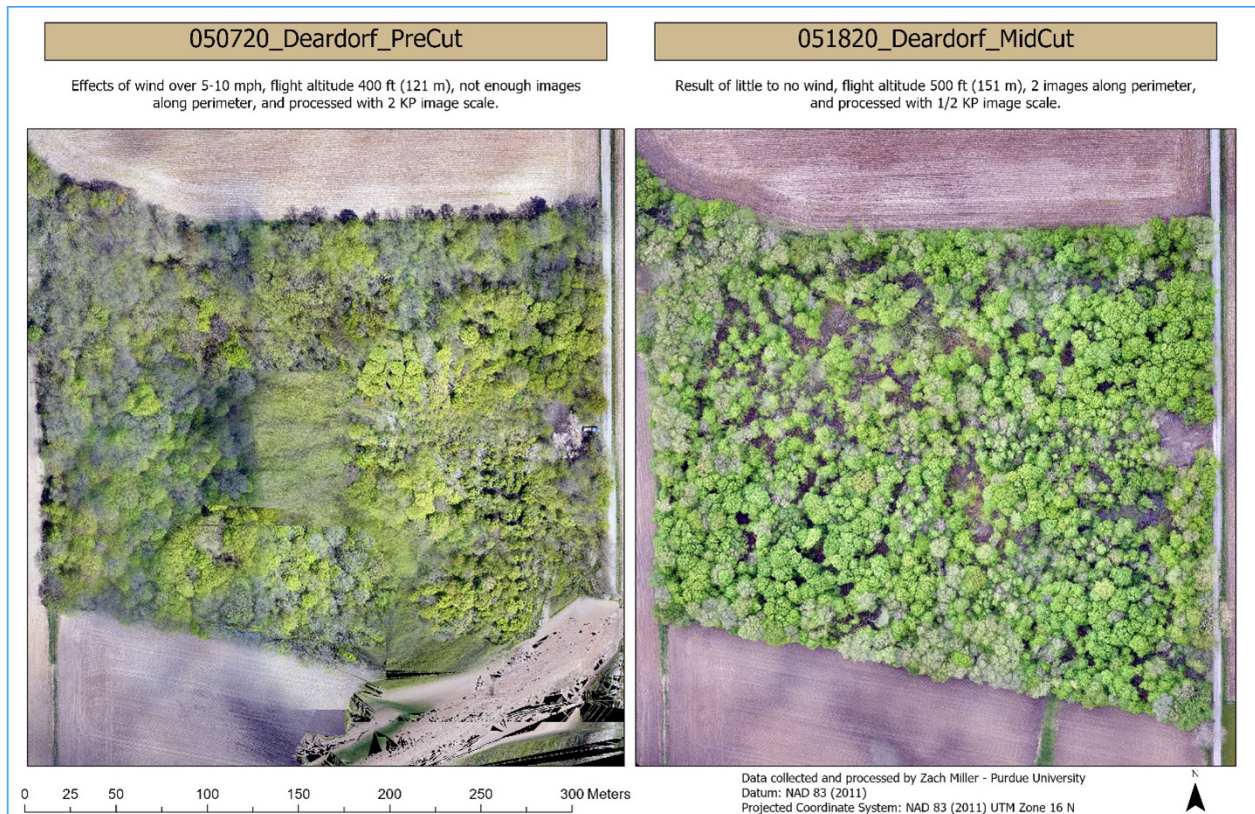 050720_Deardorf_PreCut
Effects of wind over 5-10 mph, flight altitude 400 ft (121 m), not enough images
along perimeter, and processed with 2 KP image scale.
051820_Deardorf_MidCut
Result of little to no wind, flight altitude 500 ft (151 m), 2 images along perimeter,
and processed with 1/2 KP image scale.
0 25 50 100 150 200 250 300 Meters
Data collected and processed by Zach Miller - Purdue University
Datum: NAD 83 (2011)
Projected Coordinate System: NAD 83 (2011) UTM Zone 16 N
N